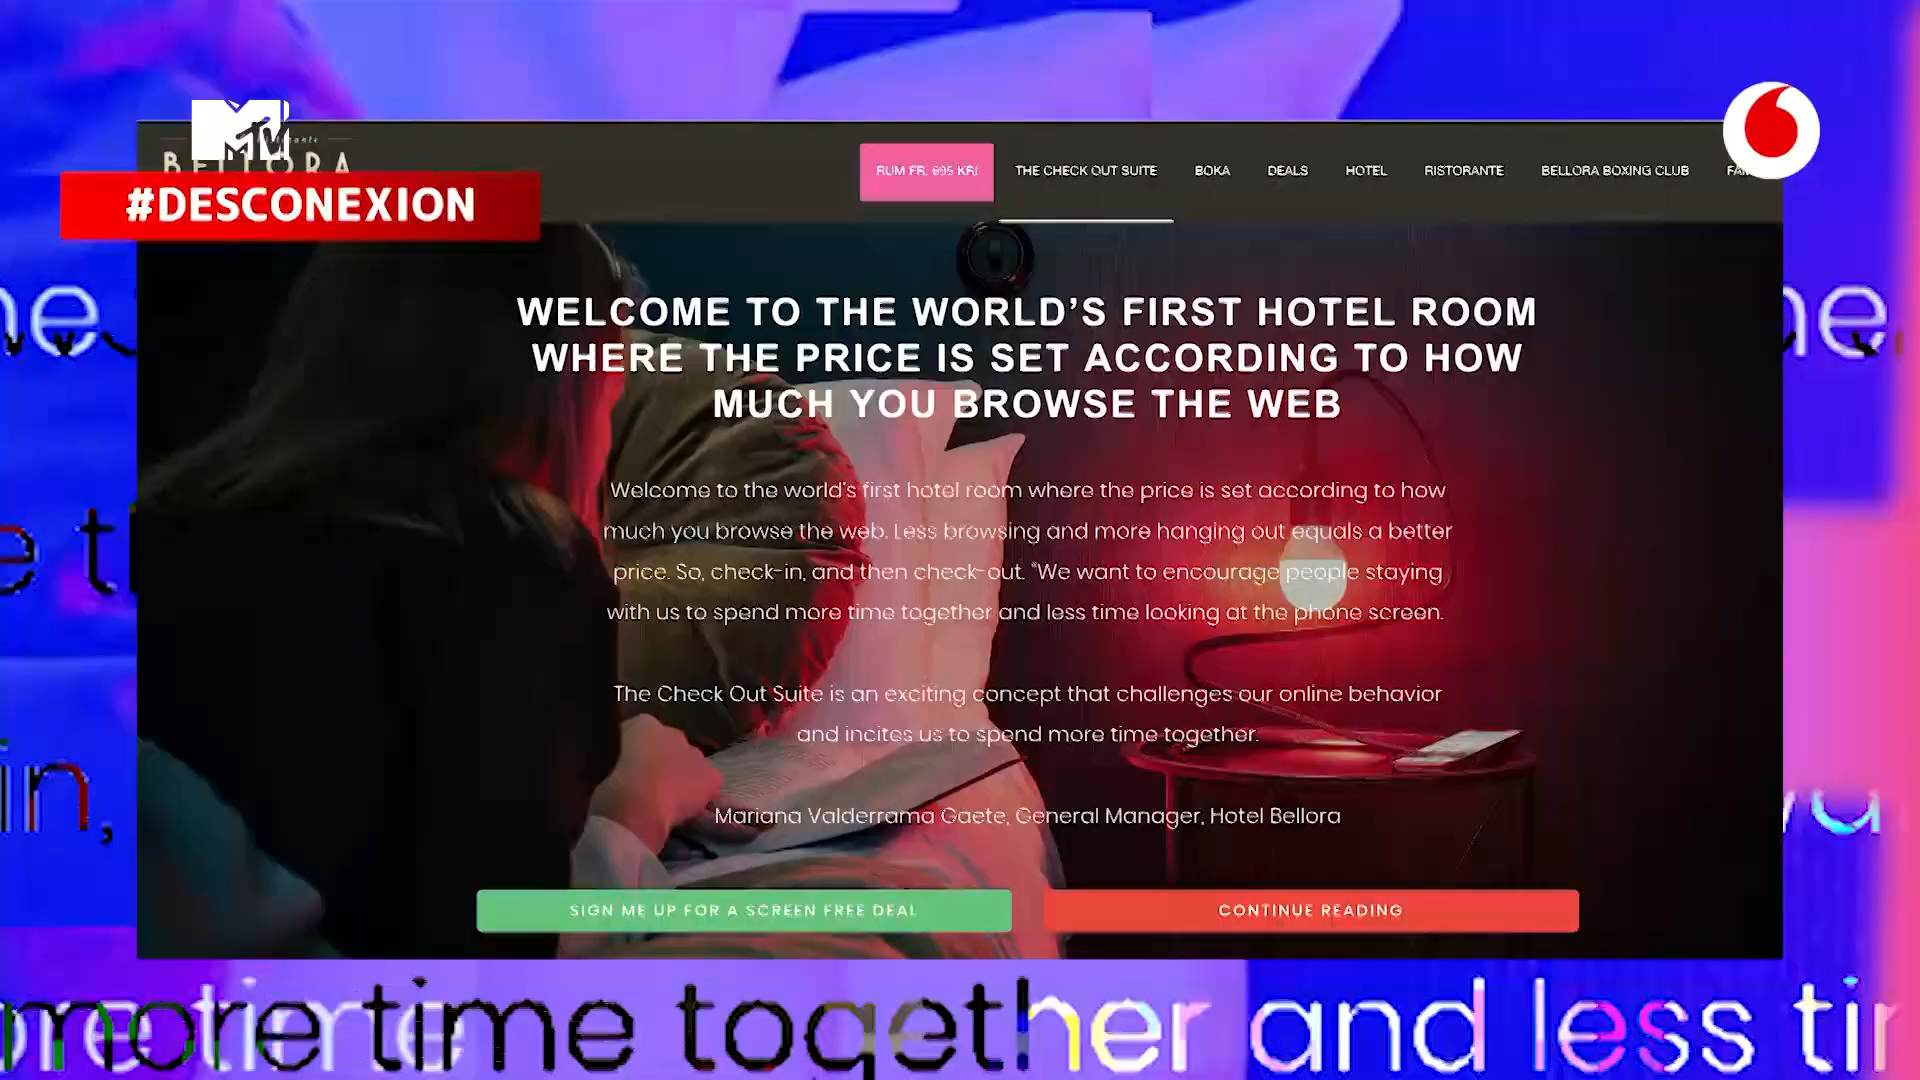 MTV
BELLORA
#DESCONEXION
RUM FR. 695 KR!
THE CHECK OUT SUITE
BOKA
DEALS
HOTEL
RISTORANTE
BELLORA BOXING CLUB
WELCOME TO THE WORLD’S FIRST HOTEL ROOM
WHERE THE PRICE IS SET ACCORDING TO HOW
MUCH YOU BROWSE THE WEB
Welcome to the world's first hotel room where the price is set according to how
much you browse the web. Less browsing and more hanging out equals a better
price. So, check-in, and then check-out. "We want to encourage people staying
with us to spend more time together and less time looking at the phone screen.
The Check Out Suite is an exciting concept that challenges our online behavior
and incites us to spend more time together.
Mariana Valderrama Gaete, General Manager, Hotel Bellora
SIGN ME UP FOR A SCREEN FREE DEAL
CONTINUE READING
more time together and less